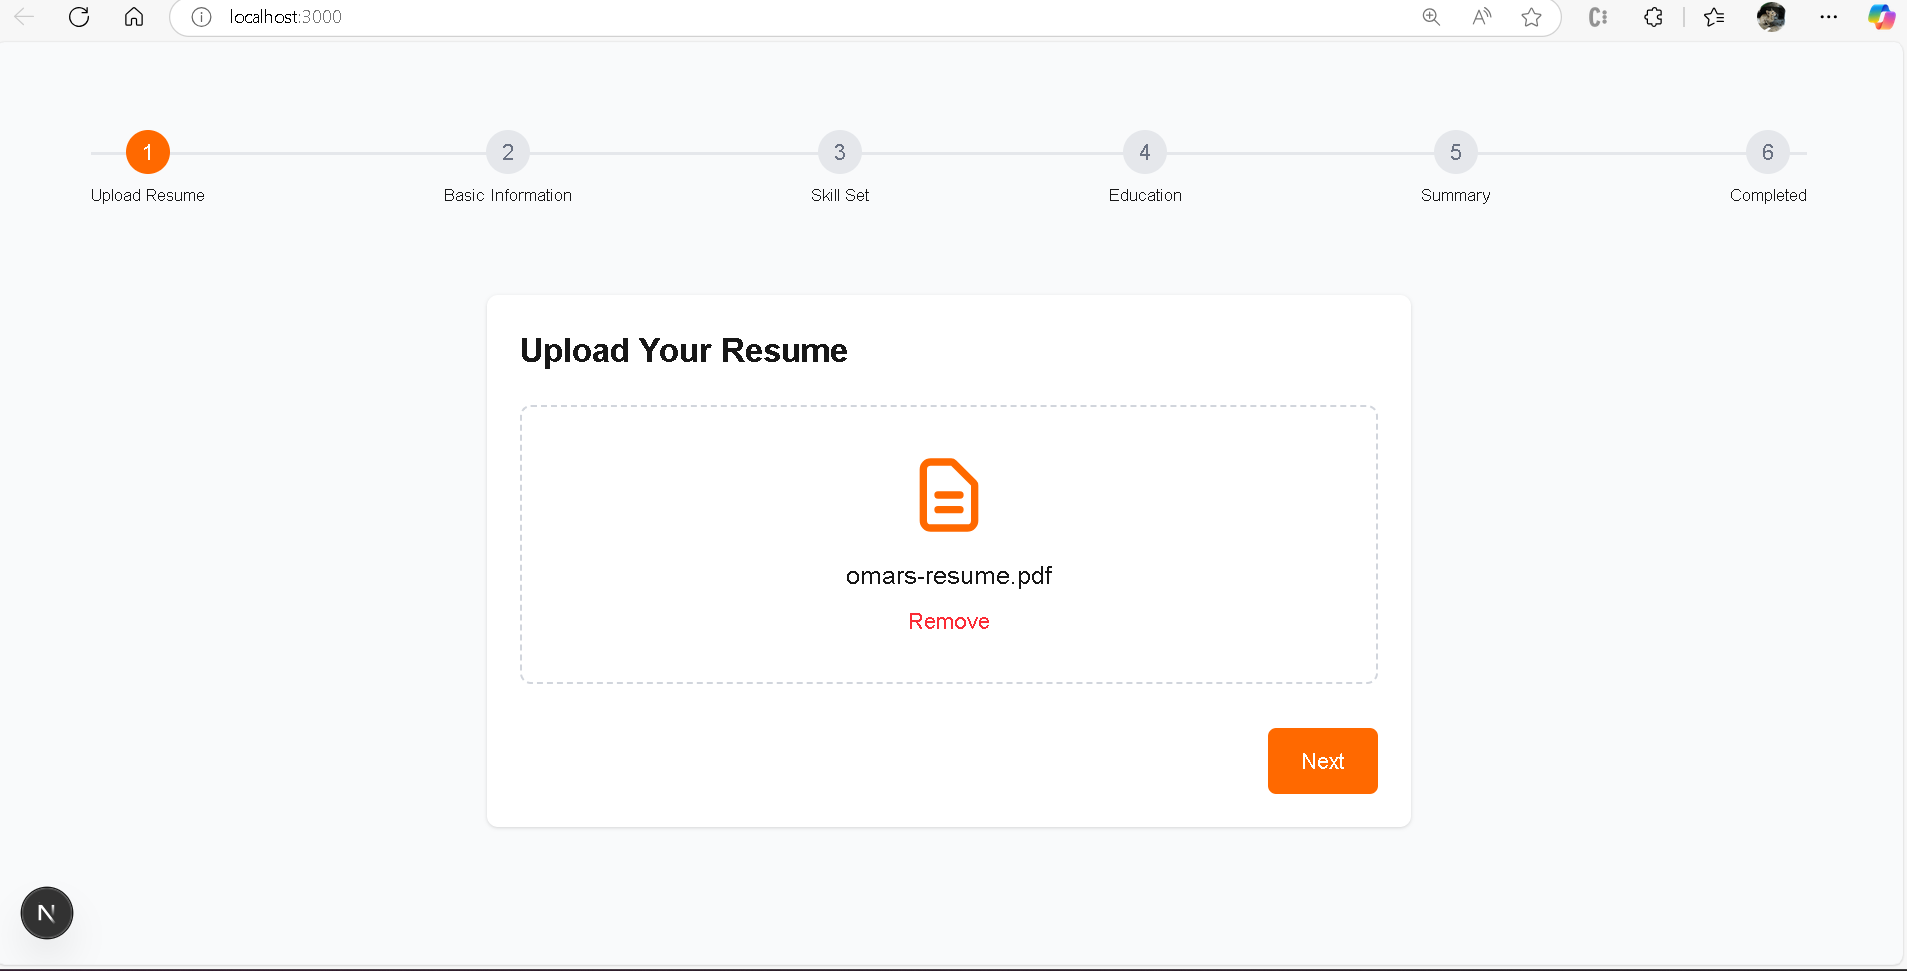 localhost:3000
1
2
3
4
5
6
Upload Resume
Basic Information
Skill Set
Education
Summary
Completed
Upload Your Resume
omars-resume.pdf
Remove
Next
N